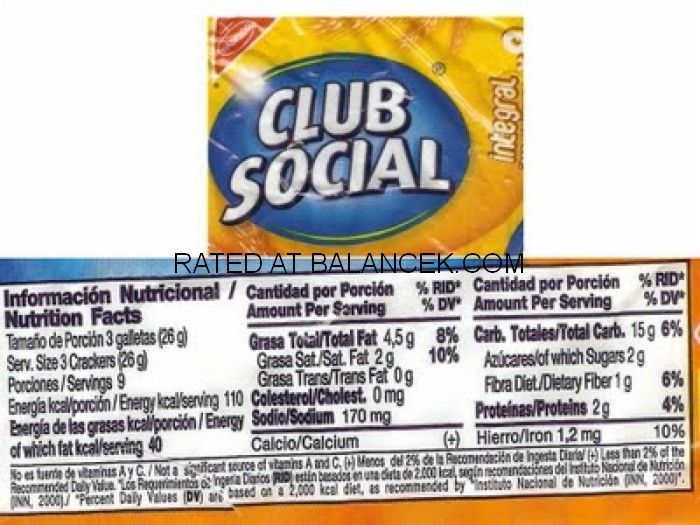 CLUB
SOCIAL
®
integral
RATED AT BALANCEK.COM
Información Nutricional /
Nutrition Facts
Tamaño de Porción 3 galletas (26 g)
Serv. Size 3 Crackers (26 g)
Porciones / Servings 9
Energía kcal/porción / Energy kcal/serving 110
Energía de las grasas kcal/porción / Energy
of which fat kcal/serving 40
Cantidad por Porción % RID*
Amount Per Serving % DV*
Grasa Total/Total Fat 4,5 g 8%
Grasa Sat./Sat. Fat 2 g 10%
Grasa Trans/Trans Fat 0 g
Colesterol/Cholest. 0 mg
Sodio/Sodium 170 mg
Calcio/Calcium (+)
Cantidad por Porción % RID*
Amount Per Serving % DV*
Carb. Totales/Total Carb. 15 g 6%
Azúcares/of which Sugars 2 g
Fibra Diet./Dietary Fiber 1 g 6%
Proteínas/Proteins 2 g 4%
Hierro/Iron 1,2 mg 10%
No es fuente de vitaminas A y C. / Not a significant source of vitamins A and C. (+) Menos del 2% de la Recomendación de Ingesta Diaria/ (+) Less than 2% of the
Recommended Daily Value. *Los Requerimientos de Ingesta Diarios (RID) están basados en una dieta de 2.000 kcal, según recomendaciones del Instituto Nacional de Nutrición
(INN, 2000)./ *Percent Daily Values (DV) are based on a 2,000 kcal diet, as recommended by "Instituto Nacional de Nutrición (INN, 2000)".